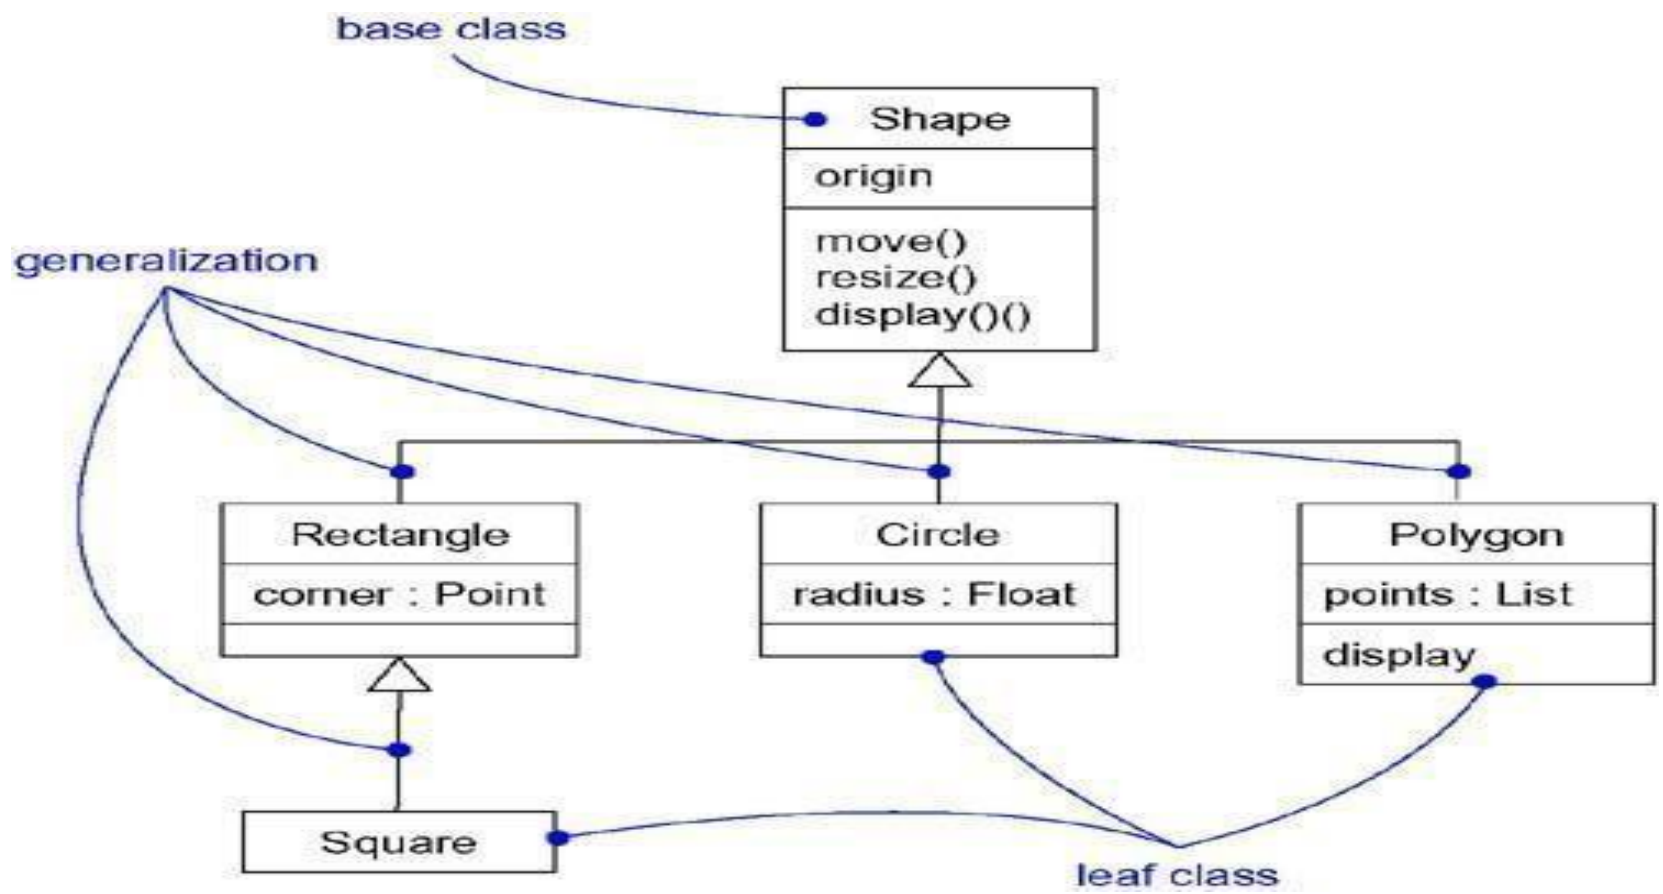 base class
Shape
origin
generalization
move()
resize()
display()()
Rectangle
Circle
Polygon
corner : Point
radius : Float
points : List
display
Square
leaf class